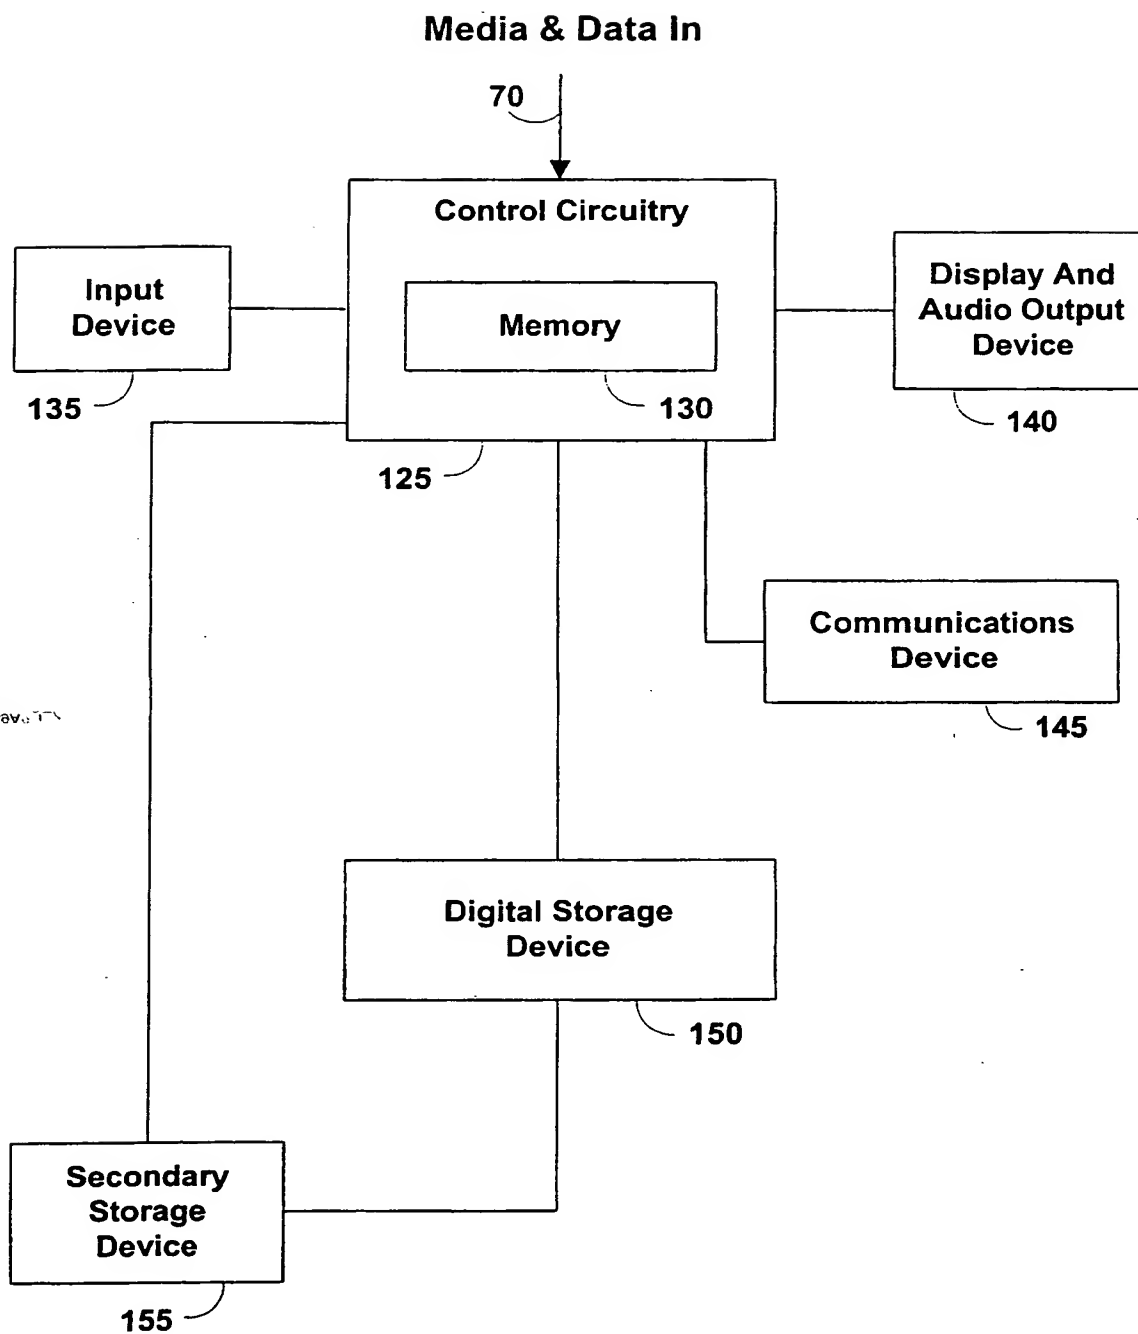 Media & Data In
70
Control Circuitry
Input
Device
Memory
Display And
Audio Output
Device
135
130
140
125
Communications
Device
145
Digital Storage
Device
150
Secondary
Storage
Device
155